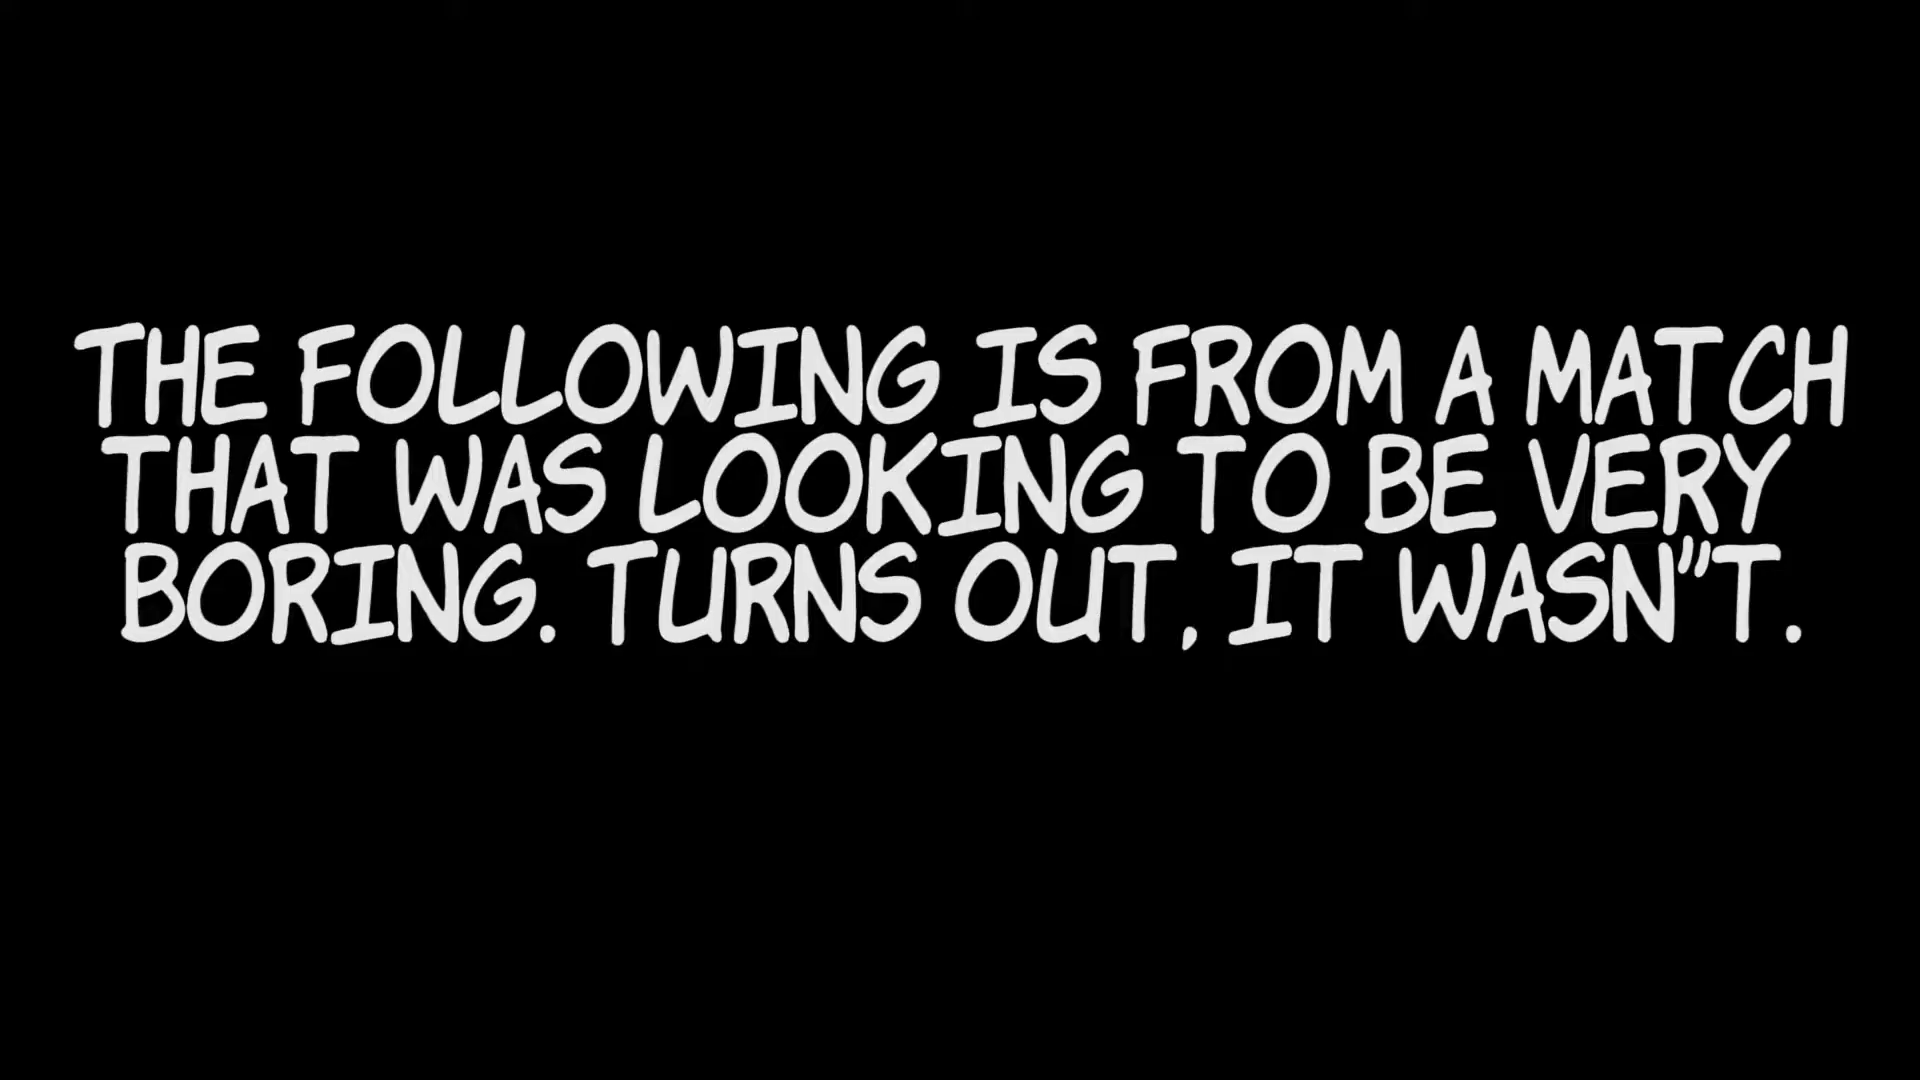 THE FOLLOWING IS FROM A MATCH
THAT WAS LOOKING TO BE VERY
BORING. TURNS OUT, IT WASN"T.